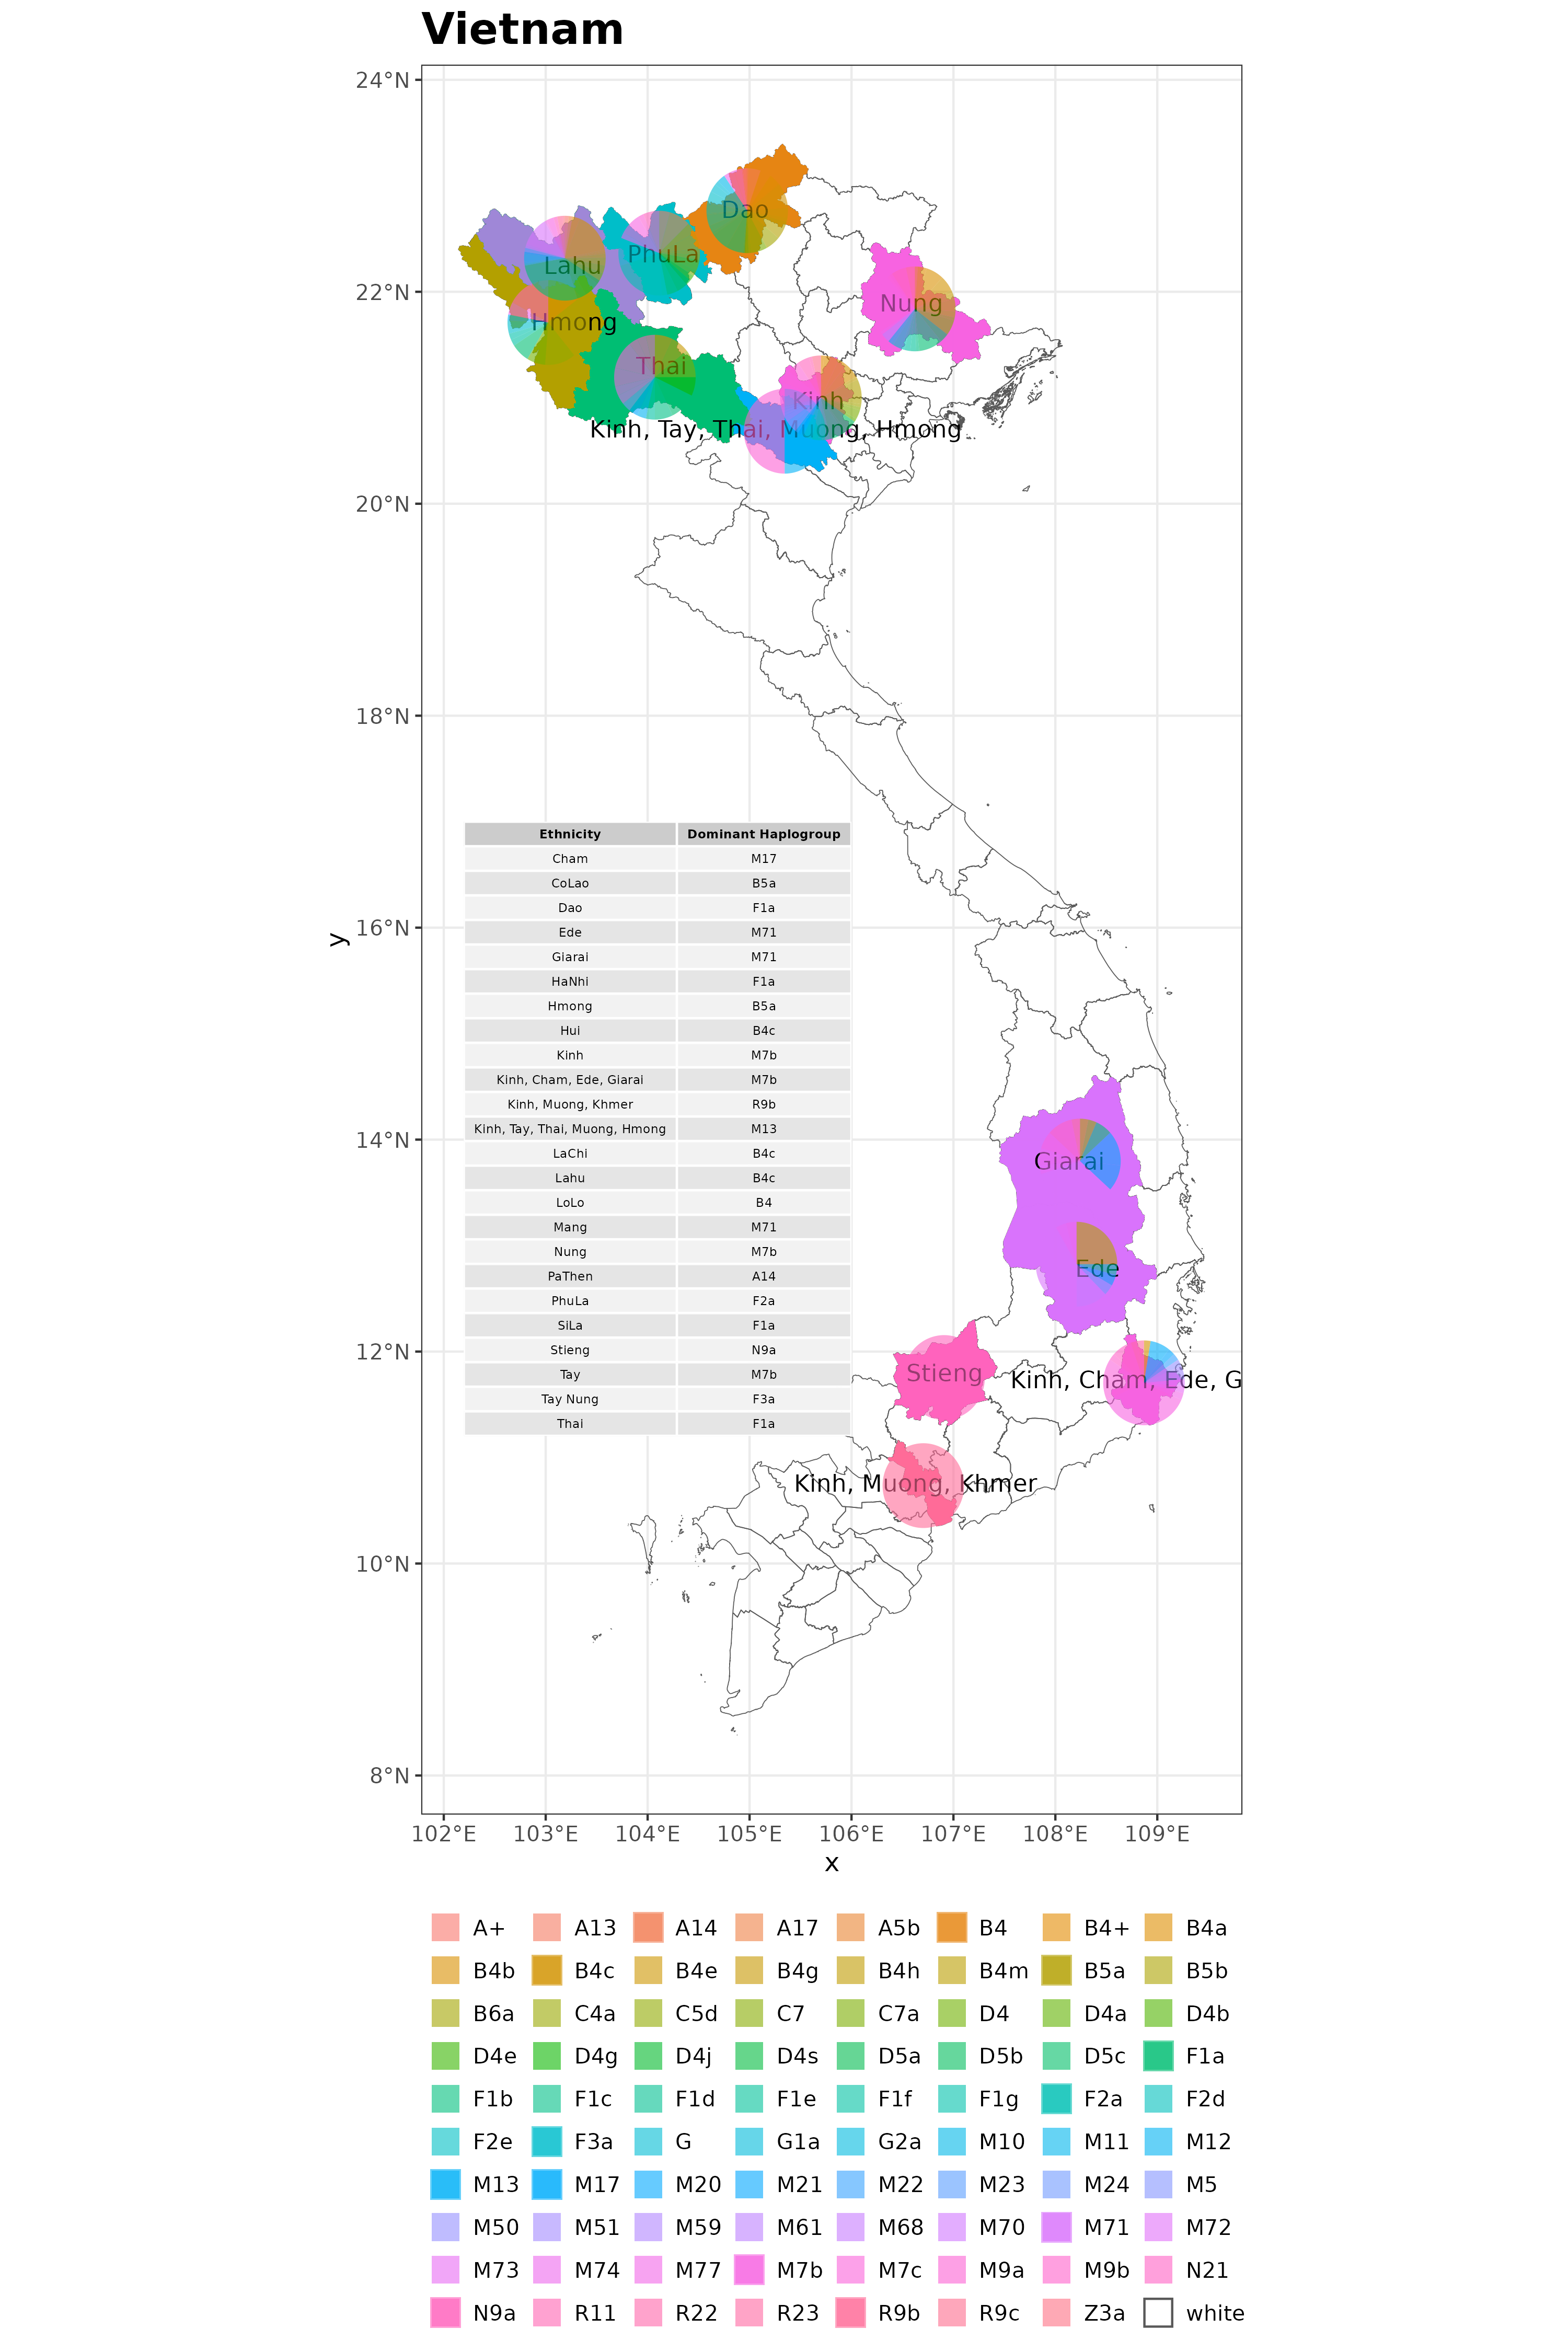 Vietnam
24°N
22°N
20°N
18°N
16°N
14°N
12°N
10°N
8°N
y
Dao
PhuLa
Lahu
Nung
Hmong
Thai
Kinh
Kinh, Tay, Thai, Muong, Hmong
Giarai
Ede
Stieng
Kinh, Cham, Ede, G
Kinh, Muong, Khmer
Ethnicity Dominant Haplogroup
Cham M17
CoLao B5a
Dao F1a
Ede M71
Giarai M71
HaNhi F1a
Hmong B5a
Hui B4c
Kinh M7b
Kinh, Cham, Ede, Giarai M7b
Kinh, Muong, Khmer R9b
Kinh, Tay, Thai, Muong, Hmong M13
LaChi B4c
Lahu B4c
LoLo B4
Mang M71
Nung M7b
PaThen A14
PhuLa F2a
SiLa F1a
Stieng N9a
Tay M7b
Tay Nung F3a
Thai F1a
102°E 103°E 104°E 105°E 106°E 107°E 108°E 109°E
x
A+ A13 A14 A17 A5b B4 B4+ B4a
B4b B4c B4e B4g B4h B4m B5a B5b
B6a C4a C5d C7 C7a D4 D4a D4b
D4e D4g D4j D4s D5a D5b D5c F1a
F1b F1c F1d F1e F1f F1g F2a F2d
F2e F3a G G1a G2a M10 M11 M12
M13 M17 M20 M21 M22 M23 M24 M5
M50 M51 M59 M61 M68 M70 M71 M72
M73 M74 M77 M7b M7c M9a M9b N21
N9a R11 R22 R23 R9b R9c Z3a white